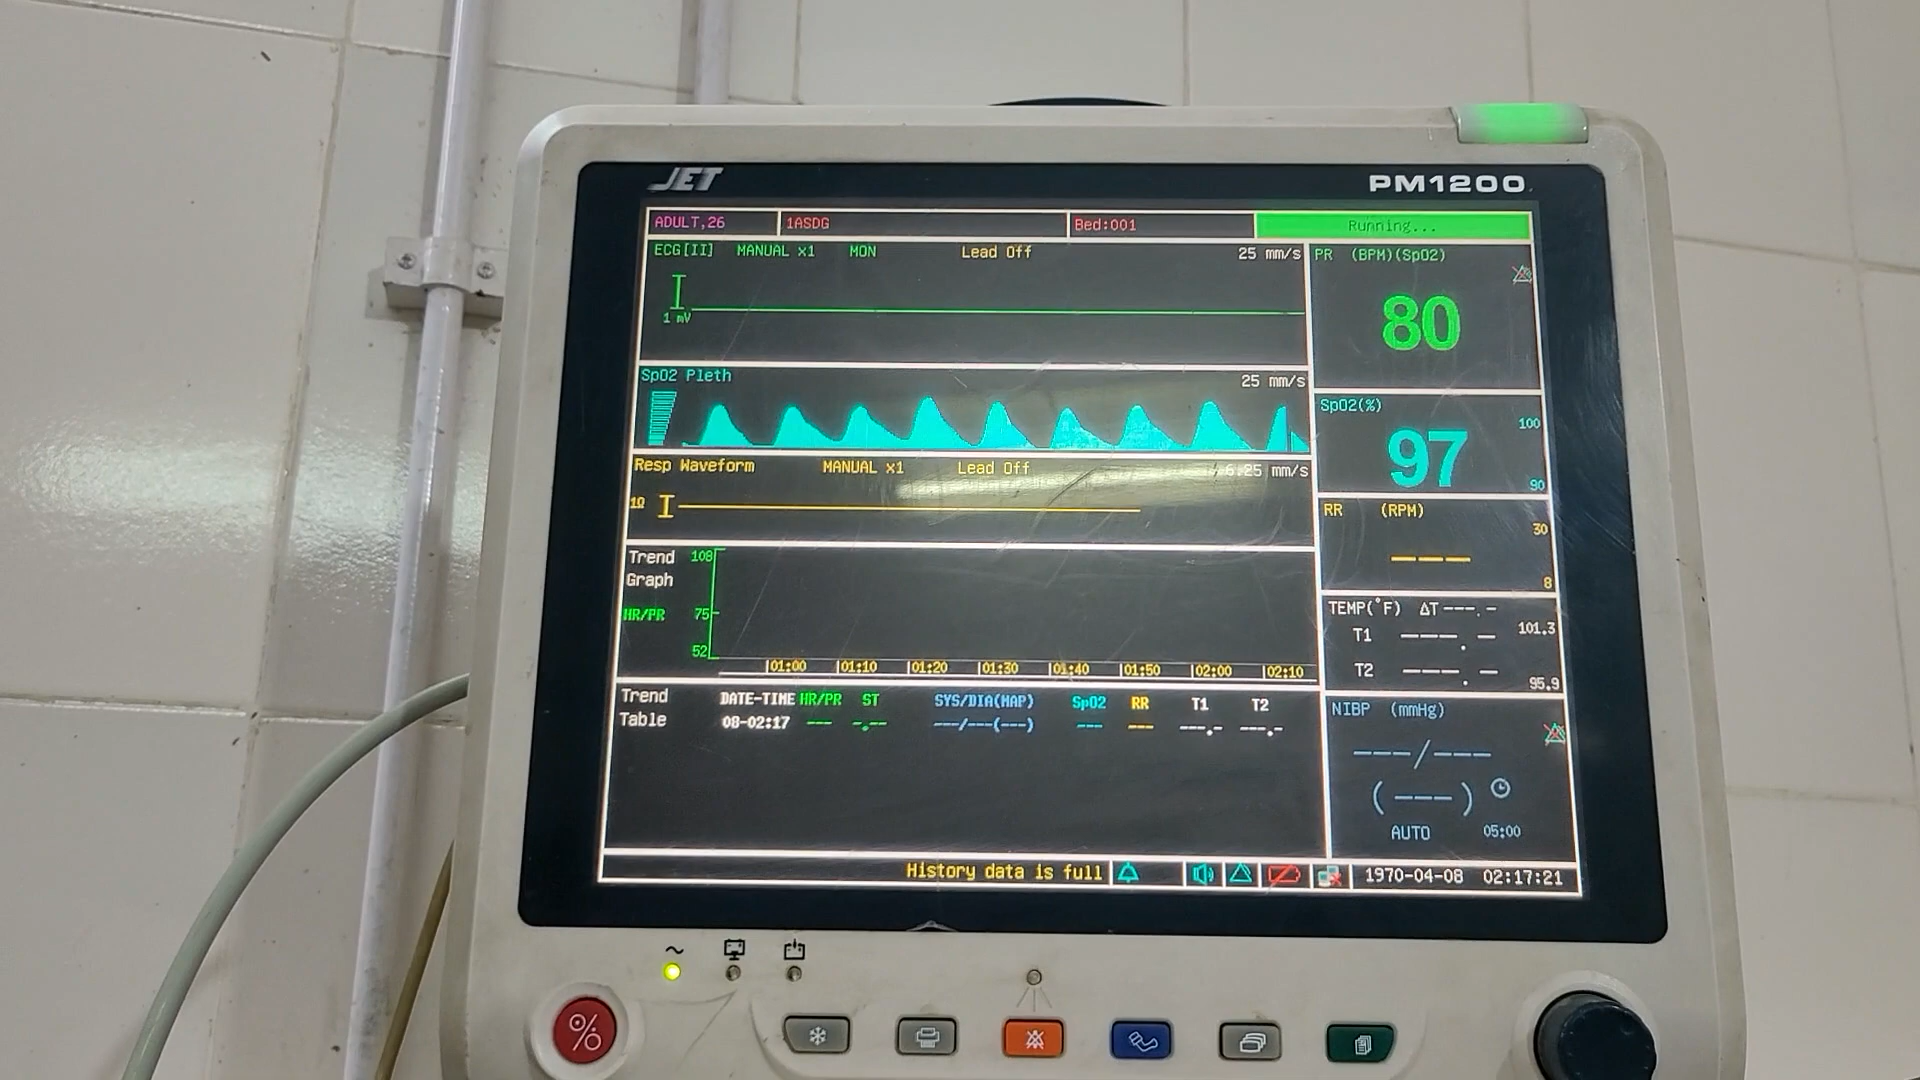 JET
PM1200
ADULT,26 1ASDG Bed:001 Running...
ECG[II] MANUAL x1 MON Lead Off 25 mm/s
1 mV
PR (BPM)(SpO2)
80
SpO2 Pleth 25 mm/s
SpO2(%) 100
97
90
Resp Waveform MANUAL x1 Lead Off 6.25 mm/s
1Ω
RR (RPM) 30
---
8
Trend Graph 108
HR/PR 75
52
01:00 01:10 01:20 01:30 01:40 01:50 02:00 02:10
TEMP(°F) ΔT---.-
T1 ---.- 101.3
T2 ---.- 95.9
Trend Table DATE-TIME HR/PR ST SYS/DIA(MAP) SpO2 RR T1 T2
08-02:17 --- -.-- ---/---(---) --- --- ---.- ---.-
NIBP (mmHg)
---/---
(---)
AUTO 05:00
History data is full 1970-04-08 02:17:21